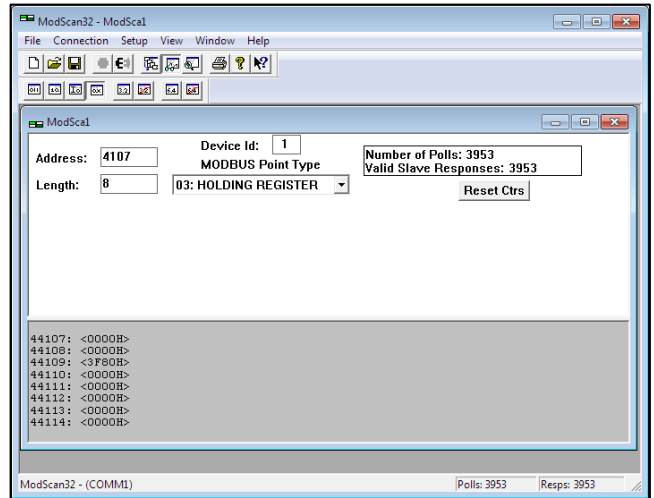 ModScan32 - ModSca1
File Connection Setup View Window Help
ModSca1
Address: 4107
Device Id: 1
MODBUS Point Type
Length: 8
03: HOLDING REGISTER
Number of Polls: 3953
Valid Slave Responses: 3953
Reset Ctrs
44107: <0000H>
44108: <0000H>
44109: <3F80H>
44110: <0000H>
44111: <0000H>
44112: <0000H>
44113: <0000H>
44114: <0000H>
ModScan32 - (COMM1)
Polls: 3953
Resps: 3953